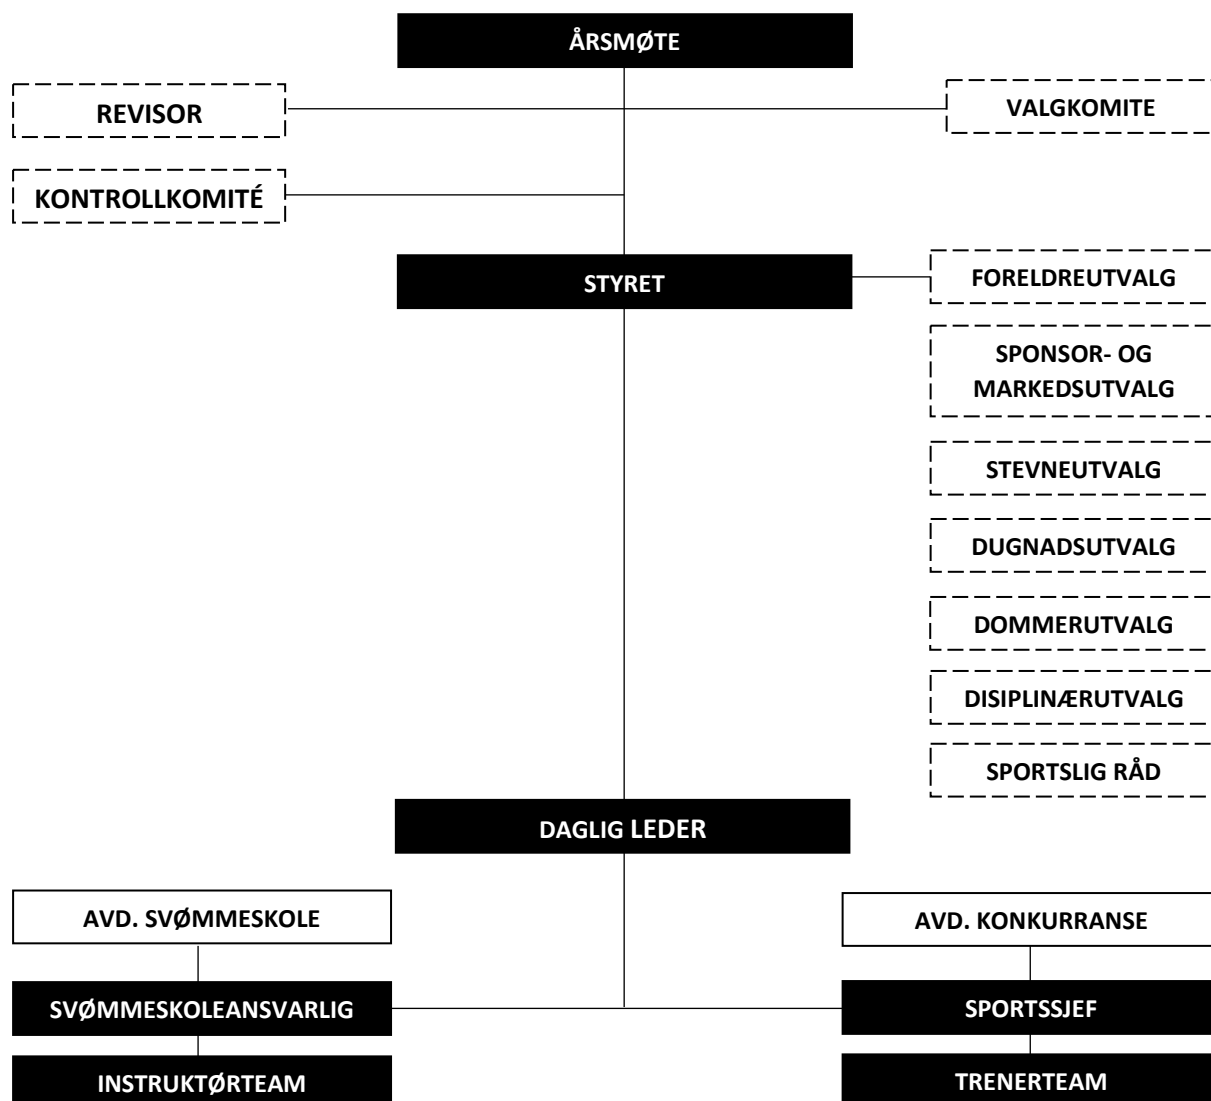 ÅRSMØTE
REVISOR
VALGKOMITE
KONTROLLKOMITÉ
STYRET
FORELDREUTVALG
SPONSOR- OG
MARKEDSUTVALG
STEVNEUTVALG
DUGNADSUTVALG
DOMMERUTVALG
DISIPLINÆRUTVALG
SPORTSLIG RÅD
DAGLIG LEDER
AVD. SVØMMESKOLE
AVD. KONKURRANSE
SVØMMESKOLEANSVARLIG
SPORTSSJEF
INSTRUKTØRTEAM
TRENERTEAM